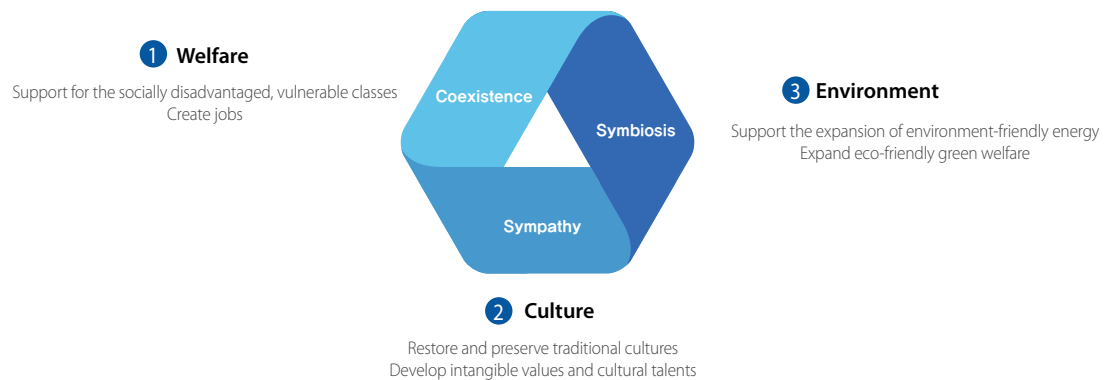 1 Welfare
Support for the socially disadvantaged, vulnerable classes
Create jobs
Coexistence
Symbiosis
Sympathy
3 Environment
Support the expansion of environment-friendly energy
Expand eco-friendly green welfare
2 Culture
Restore and preserve traditional cultures
Develop intangible values and cultural talents